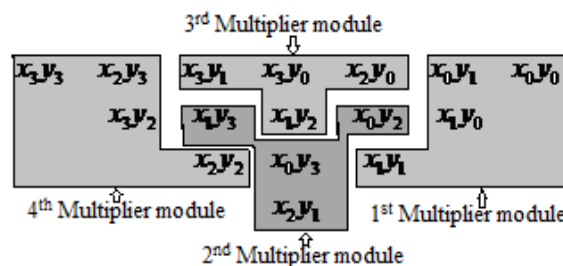 3rd Multiplier module
x₃y₃ x₂y₃ x₃y₁ x₃y₀ x₂y₀ x₀y₁ x₀y₀
x₃y₂ x₁y₃ x₁y₂ x₀y₂ x₁y₀
x₂y₂ x₀y₃ x₁y₁
x₂y₁
4th Multiplier module 1st Multiplier module
2nd Multiplier module